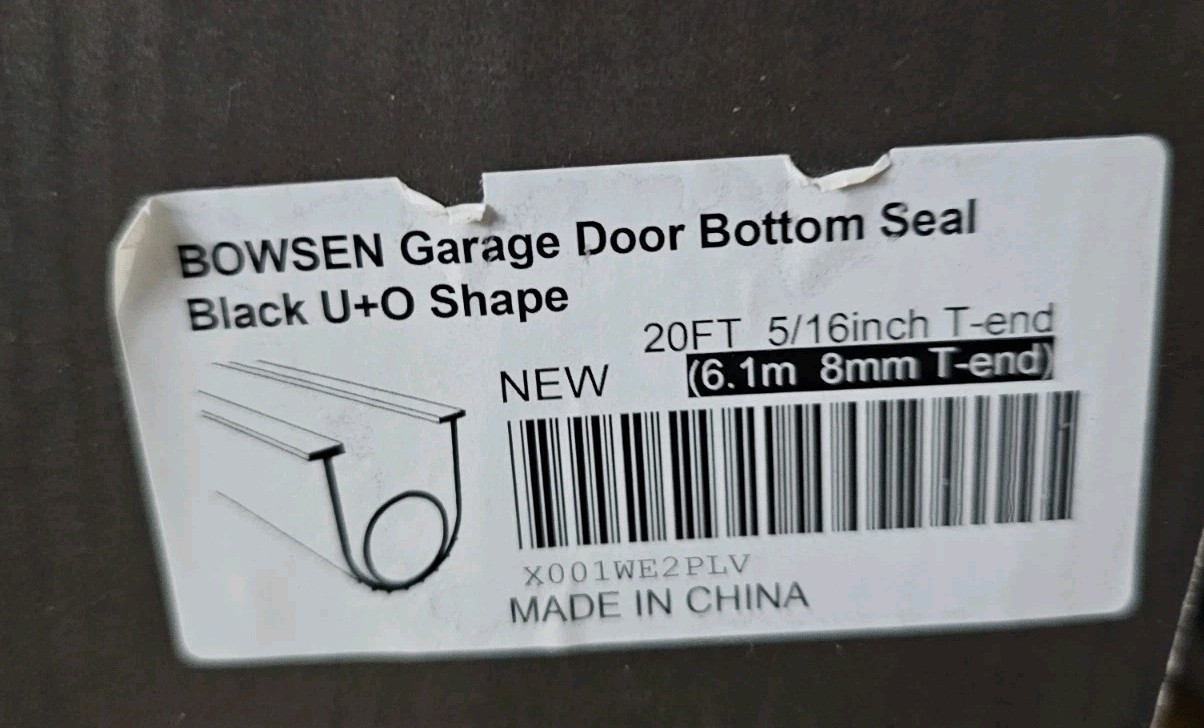 BOWSEN Garage Door Bottom Seal
Black U+O Shape
20FT 5/16inch T-end
NEW (6.1m 8mm T-end)
X001WE2PLV
MADE IN CHINA